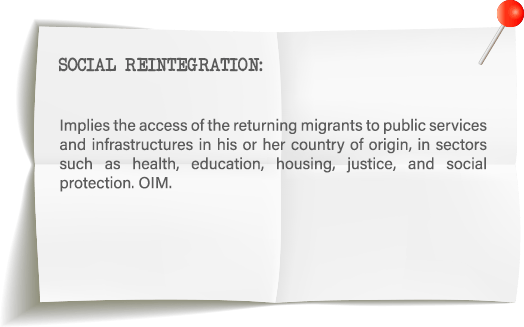 SOCIAL REINTEGRATION:
Implies the access of the returning migrants to public services
and infrastructures in his or her country of origin, in sectors
such as health, education, housing, justice, and social
protection. OIM.